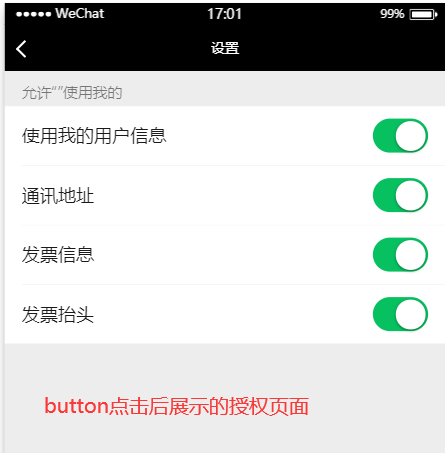 ●●●●● WeChat 17:01 99%
设置
允许“”使用我的
使用我的用户信息
通讯地址
发票信息
发票抬头
button点击后展示的授权页面